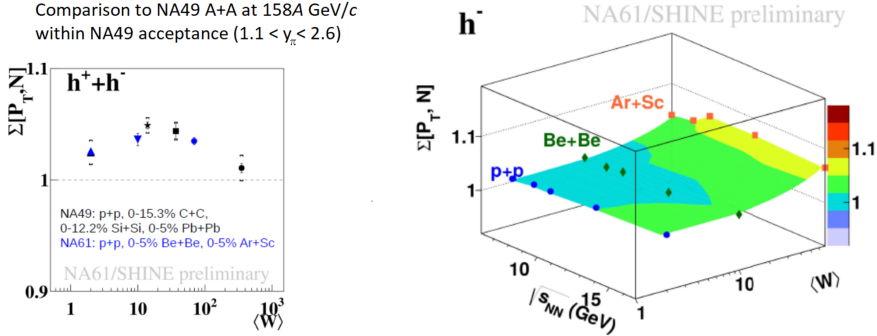 Comparison to NA49 A+A at 158A GeV/c
within NA49 acceptance (1.1 < yπ < 2.6)
Σ[PT,N]
1.1
h⁺+h⁻
1
NA49: p+p, 0-15.3% C+C,
0-12.2% Si+Si, 0-5% Pb+Pb
NA61: p+p, 0-5% Be+Be, 0-5% Ar+Sc
NA61/SHINE preliminary
0.9
1 10 10² 10³
⟨W⟩
h⁻
NA61/SHINE preliminary
Σ[PT, N]
Ar+Sc
Be+Be
p+p
1.1
1
10
15
√sNN (GeV)
1
10
⟨W⟩
1.1
1